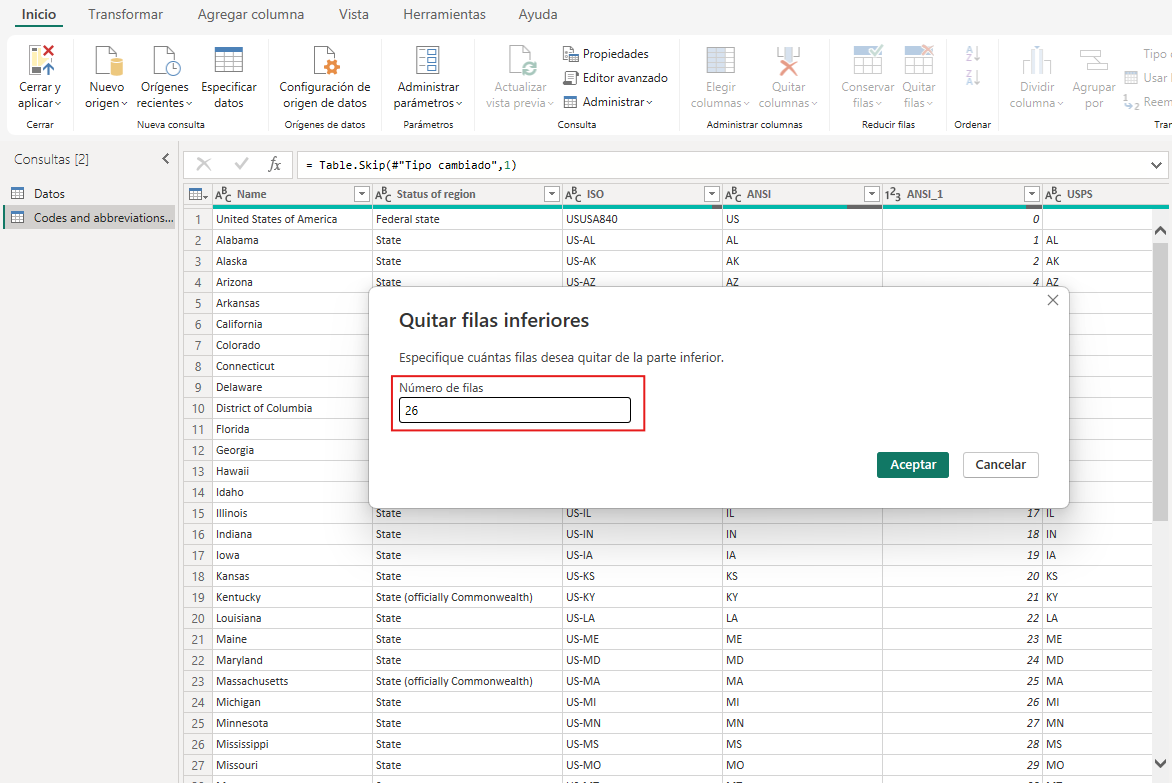 Inicio Transformar Agregar columna Vista Herramientas Ayuda
Cerrar y aplicar
Cerrar
Nuevo origen
Orígenes recientes
Especificar datos
Nueva consulta
Configuración de origen de datos
Orígenes de datos
Administrar parámetros
Parámetros
Actualizar vista previa
Propiedades
Editor avanzado
Administrar
Consulta
Elegir columnas
Quitar columnas
Administrar columnas
Conservar filas
Quitar filas
Reducir filas
Ordenar
Dividir columna
Agrupar por
Tipo
Usar
Consultas [2]
Datos
Codes and abbreviations...
fx = Table.Skip(#"Tipo cambiado",1)
Name Status of region ISO ANSI ANSI_1 USPS
1 United States of America Federal state USUSA840 US 0
2 Alabama State US-AL AL 1 AL
3 Alaska State US-AK AK 2 AK
4 Arizona State US-AZ AZ 4 AZ
5 Arkansas
6 California
7 Colorado
8 Connecticut
9 Delaware
10 District of Columbia
11 Florida
12 Georgia
13 Hawaii
14 Idaho
Quitar filas inferiores
Especifique cuántas filas desea quitar de la parte inferior.
Número de filas
26
Aceptar Cancelar
15 Illinois State US-IL IL 17 IL
16 Indiana State US-IN IN 18 IN
17 Iowa State US-IA IA 19 IA
18 Kansas State US-KS KS 20 KS
19 Kentucky State (officially Commonwealth) US-KY KY 21 KY
20 Louisiana State US-LA LA 22 LA
21 Maine State US-ME ME 23 ME
22 Maryland State US-MD MD 24 MD
23 Massachusetts State (officially Commonwealth) US-MA MA 25 MA
24 Michigan State US-MI MI 26 MI
25 Minnesota State US-MN MN 27 MN
26 Mississippi State US-MS MS 28 MS
27 Missouri State US-MO MO 29 MO